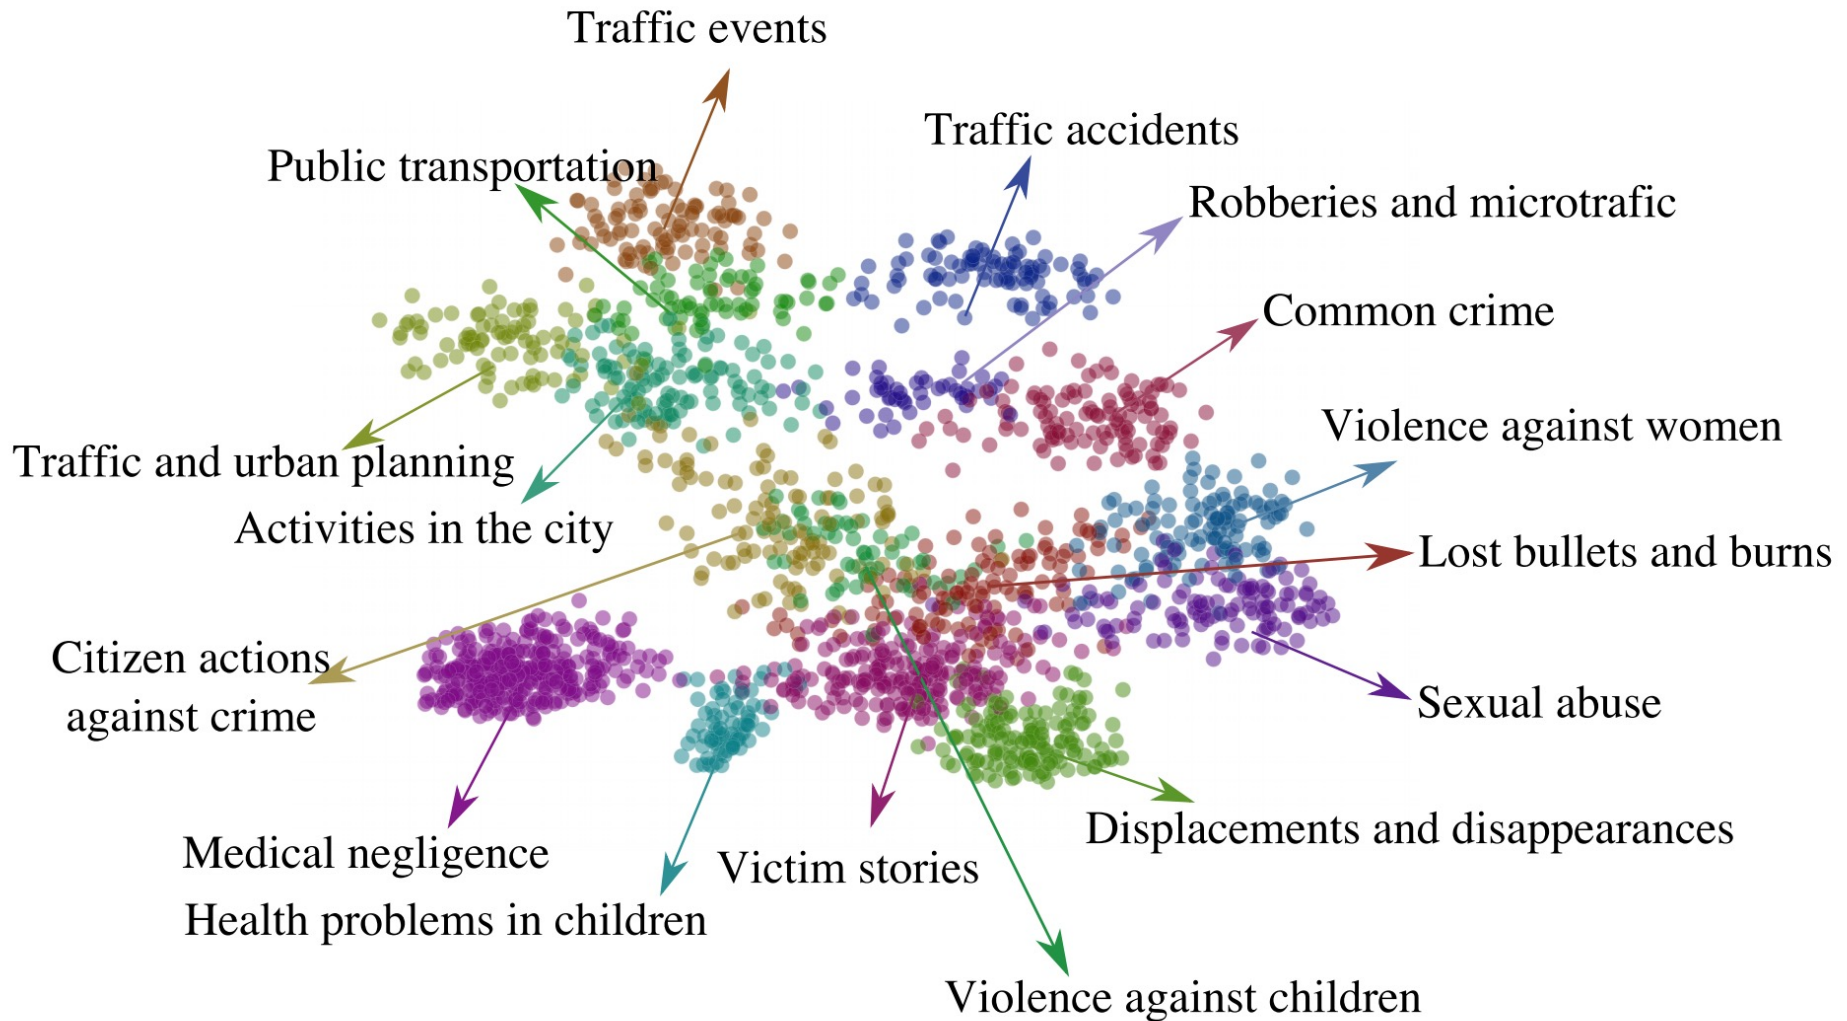 Traffic events
Traffic accidents
Public transportation
Robberies and microtrafic
Common crime
Violence against women
Traffic and urban planning
Activities in the city
Lost bullets and burns
Citizen actions
against crime
Sexual abuse
Displacements and disappearances
Medical negligence
Victim stories
Health problems in children
Violence against children